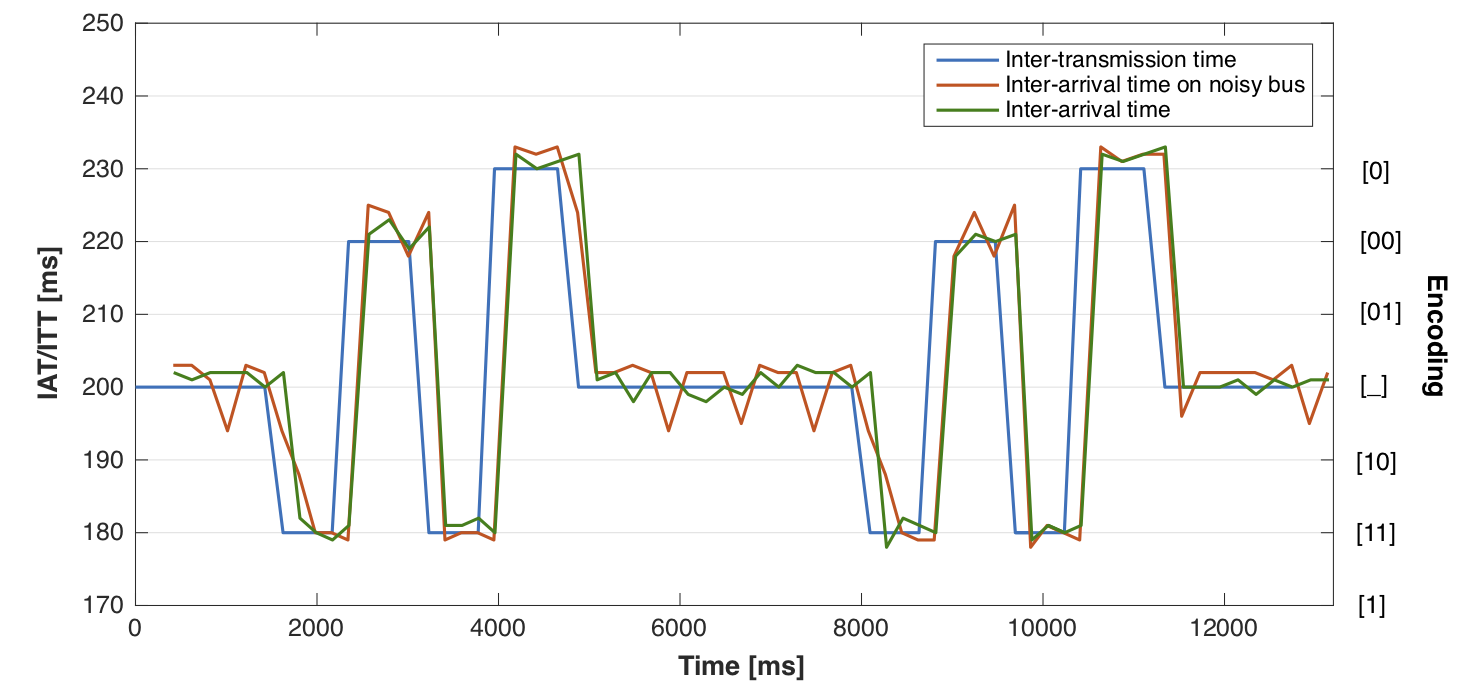 250
240
230
220
210
200
190
180
170
IAT/ITT [ms]
Inter-transmission time
Inter-arrival time on noisy bus
Inter-arrival time
[0]
[00]
[01]
[_]
[10]
[11]
[1]
Encoding
0 2000 4000 6000 8000 10000 12000
Time [ms]